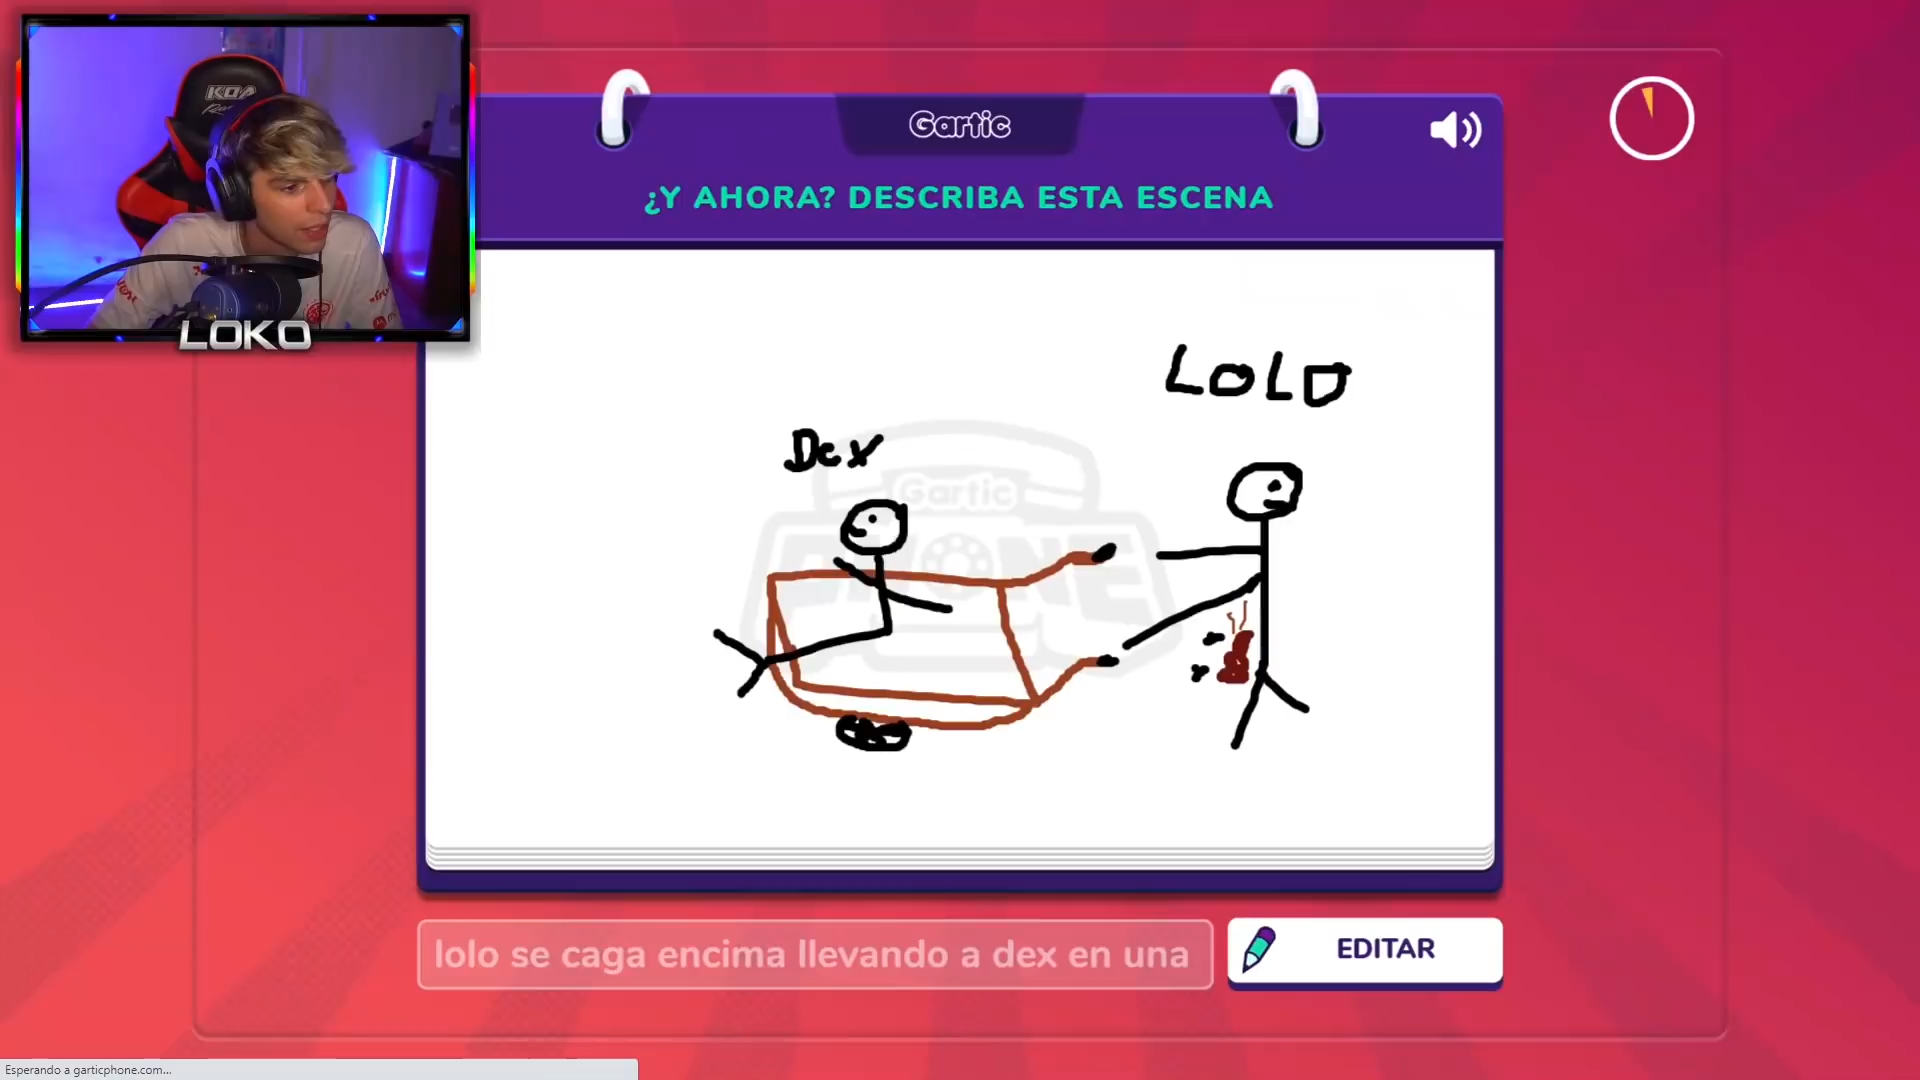 KOA
LOKO
Gartic
¿Y AHORA? DESCRIBA ESTA ESCENA
LOLO
Dex
Gartic
PHONE
lolo se caga encima llevando a dex en una
EDITAR
Esperando a garticphone.com...